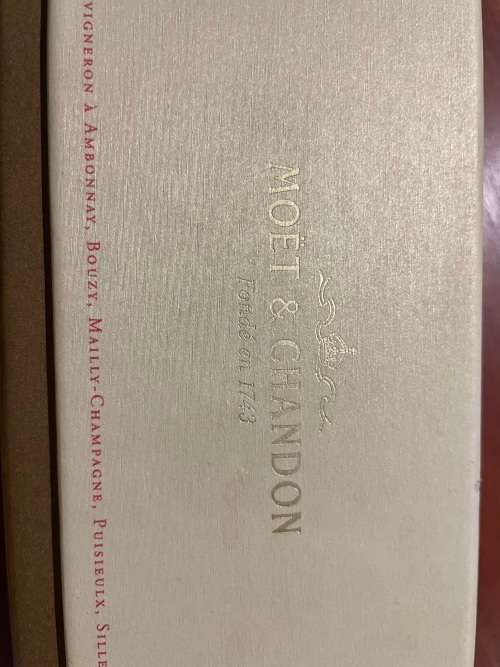 MOËT & CHANDON
Fondé en 1743
VIGNERON À AMBONNAY, BOUZY, MAILLY-CHAMPAGNE, PUISIEULX, SILLE